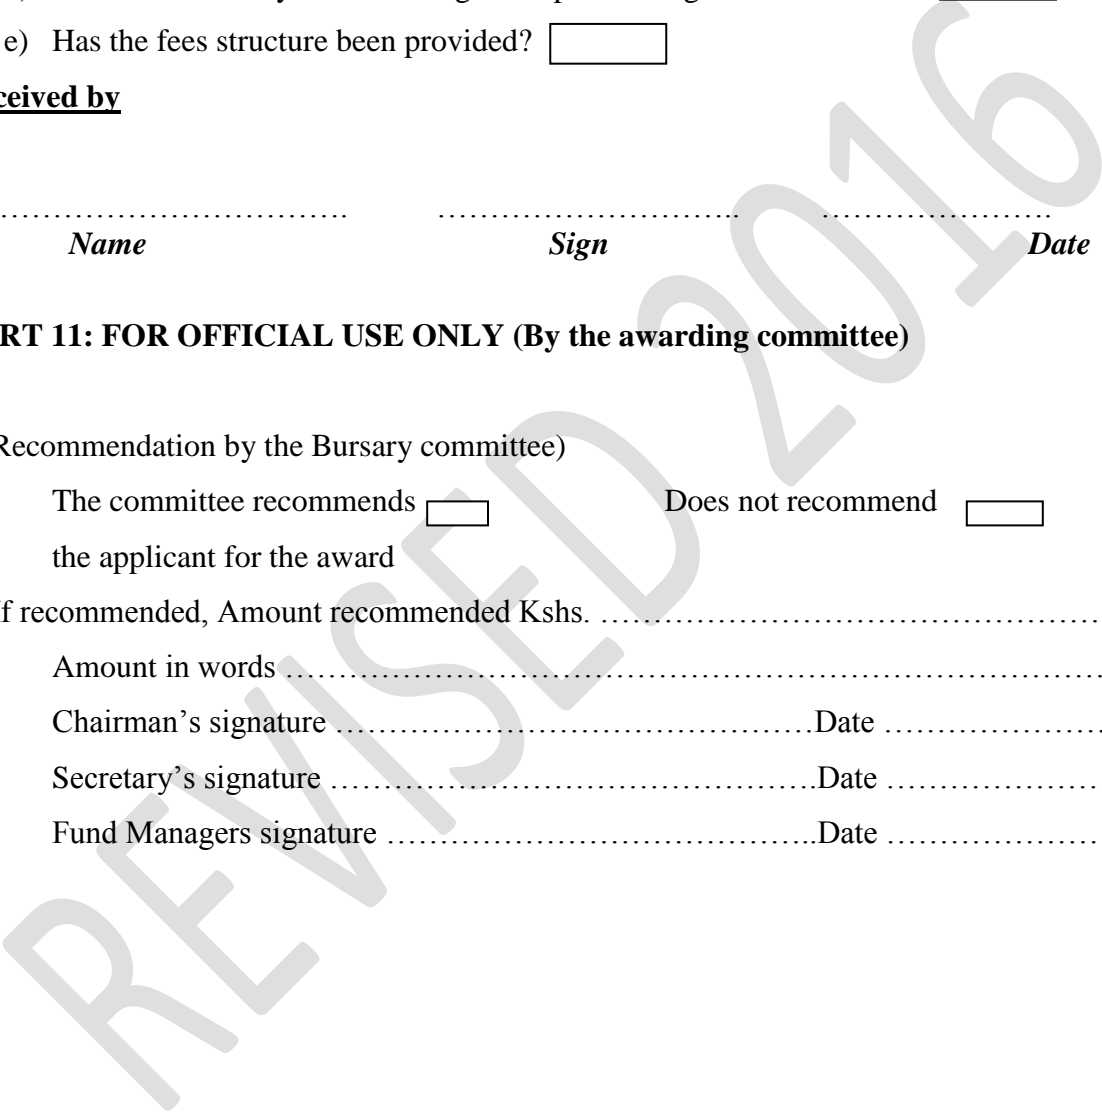 e) Has the fees structure been provided?
ceived by
………………………………. ………………………….. ………………….
Name Sign Date
RT 11: FOR OFFICIAL USE ONLY (By the awarding committee)
Recommendation by the Bursary committee)
The committee recommends Does not recommend
the applicant for the award
If recommended, Amount recommended Kshs. …………………………………………
Amount in words ……………………………………………………………………
Chairman’s signature ……………………………………….Date …………………
Secretary’s signature ………………………………………..Date …………………
Fund Managers signature …………………………………..Date …………………
REVISED 2016